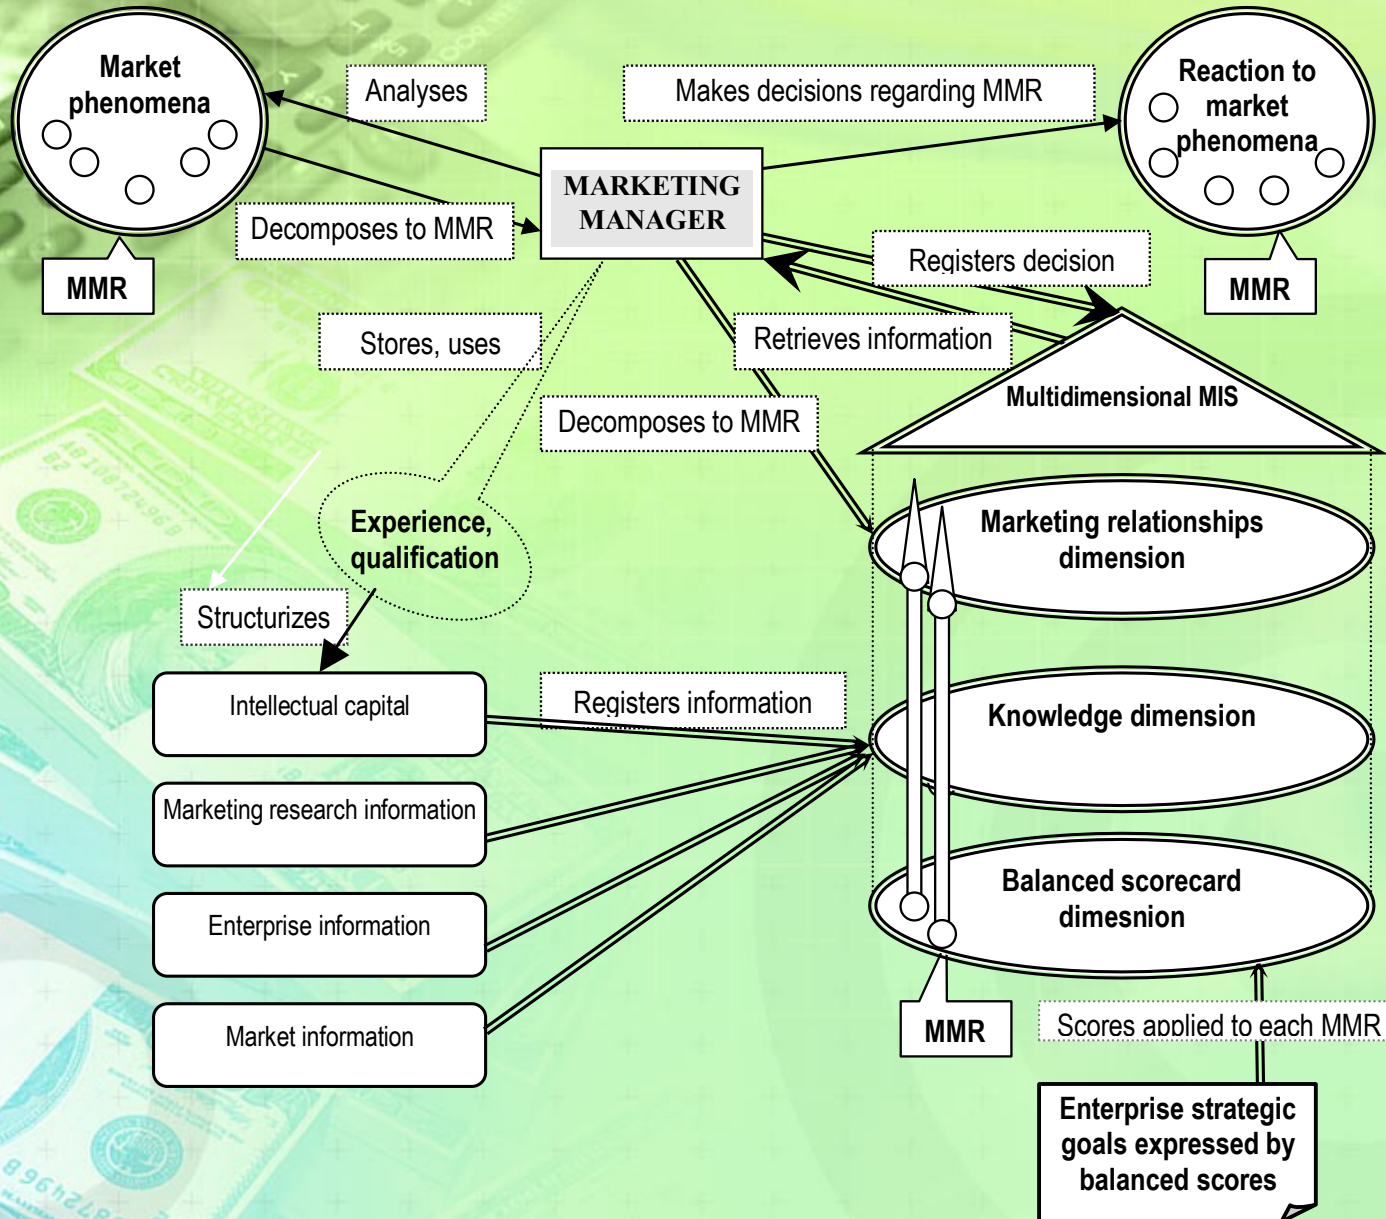 Market
phenomena
Analyses
Makes decisions regarding MMR
Reaction to
market
phenomena
MARKETING
MANAGER
Decomposes to MMR
MMR
Registers decision
MMR
Stores, uses
Retrieves information
Multidimensional MIS
Decomposes to MMR
Experience,
qualification
Marketing relationships
dimension
Structurizes
Intellectual capital
Registers information
Knowledge dimension
Marketing research information
Balanced scorecard
dimesnion
Enterprise information
Market information
MMR
Scores applied to each MMR
Enterprise strategic
goals expressed by
balanced scores